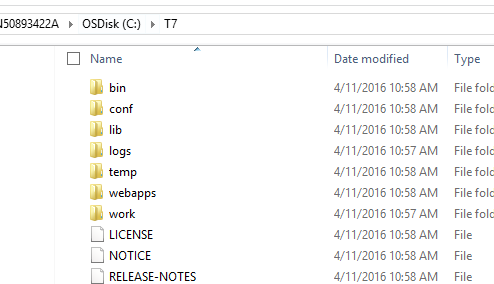 N50893422A > OSDisk (C:) > T7
Name Date modified Type
bin 4/11/2016 10:58 AM File fold
conf 4/11/2016 10:58 AM File fold
lib 4/11/2016 10:58 AM File fold
logs 4/11/2016 10:57 AM File fold
temp 4/11/2016 10:58 AM File fold
webapps 4/11/2016 10:58 AM File fold
work 4/11/2016 10:57 AM File fold
LICENSE 4/11/2016 10:58 AM File
NOTICE 4/11/2016 10:58 AM File
RELEASE-NOTES 4/11/2016 10:58 AM File